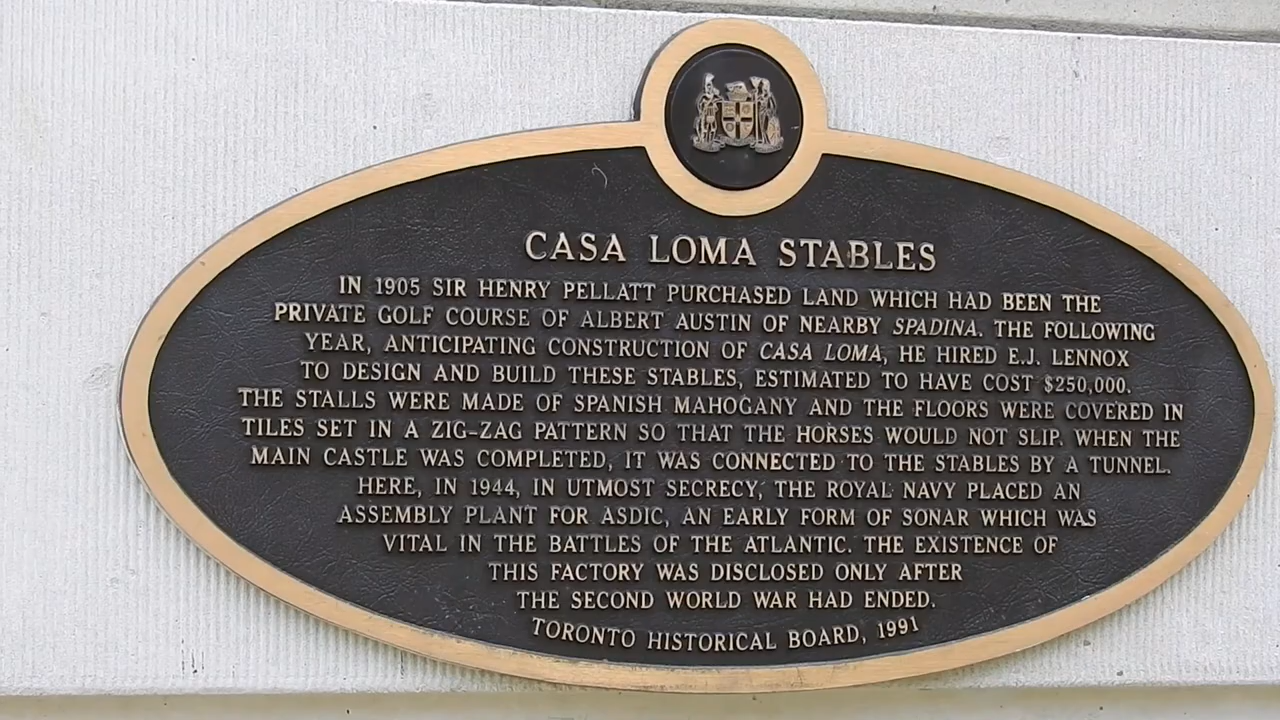 CASA LOMA STABLES
IN 1905 SIR HENRY PELLATT PURCHASED LAND WHICH HAD BEEN THE
PRIVATE GOLF COURSE OF ALBERT AUSTIN OF NEARBY SPADINA. THE FOLLOWING
YEAR, ANTICIPATING CONSTRUCTION OF CASA LOMA, HE HIRED E.J. LENNOX
TO DESIGN AND BUILD THESE STABLES, ESTIMATED TO HAVE COST $250,000.
THE STALLS WERE MADE OF SPANISH MAHOGANY AND THE FLOORS WERE COVERED IN
TILES SET IN A ZIG-ZAG PATTERN SO THAT THE HORSES WOULD NOT SLIP. WHEN THE
MAIN CASTLE WAS COMPLETED, IT WAS CONNECTED TO THE STABLES BY A TUNNEL.
HERE, IN 1944, IN UTMOST SECRECY, THE ROYAL NAVY PLACED AN
ASSEMBLY PLANT FOR ASDIC, AN EARLY FORM OF SONAR WHICH WAS
VITAL IN THE BATTLES OF THE ATLANTIC. THE EXISTENCE OF
THIS FACTORY WAS DISCLOSED ONLY AFTER
THE SECOND WORLD WAR HAD ENDED.
TORONTO HISTORICAL BOARD, 1991